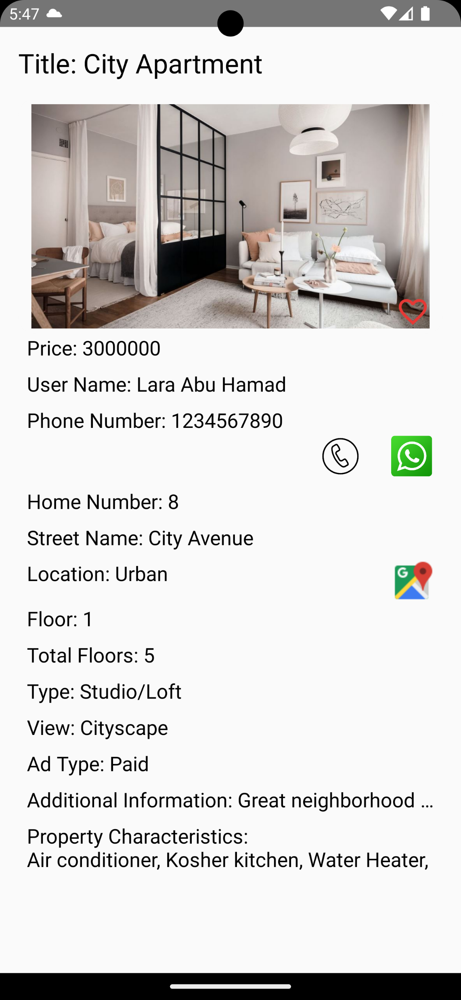 5:47
Title: City Apartment
Price: 3000000
User Name: Lara Abu Hamad
Phone Number: 1234567890
Home Number: 8
Street Name: City Avenue
Location: Urban
G
Floor: 1
Total Floors: 5
Type: Studio/Loft
View: Cityscape
Ad Type: Paid
Additional Information: Great neighborhood ...
Property Characteristics:
Air conditioner, Kosher kitchen, Water Heater,